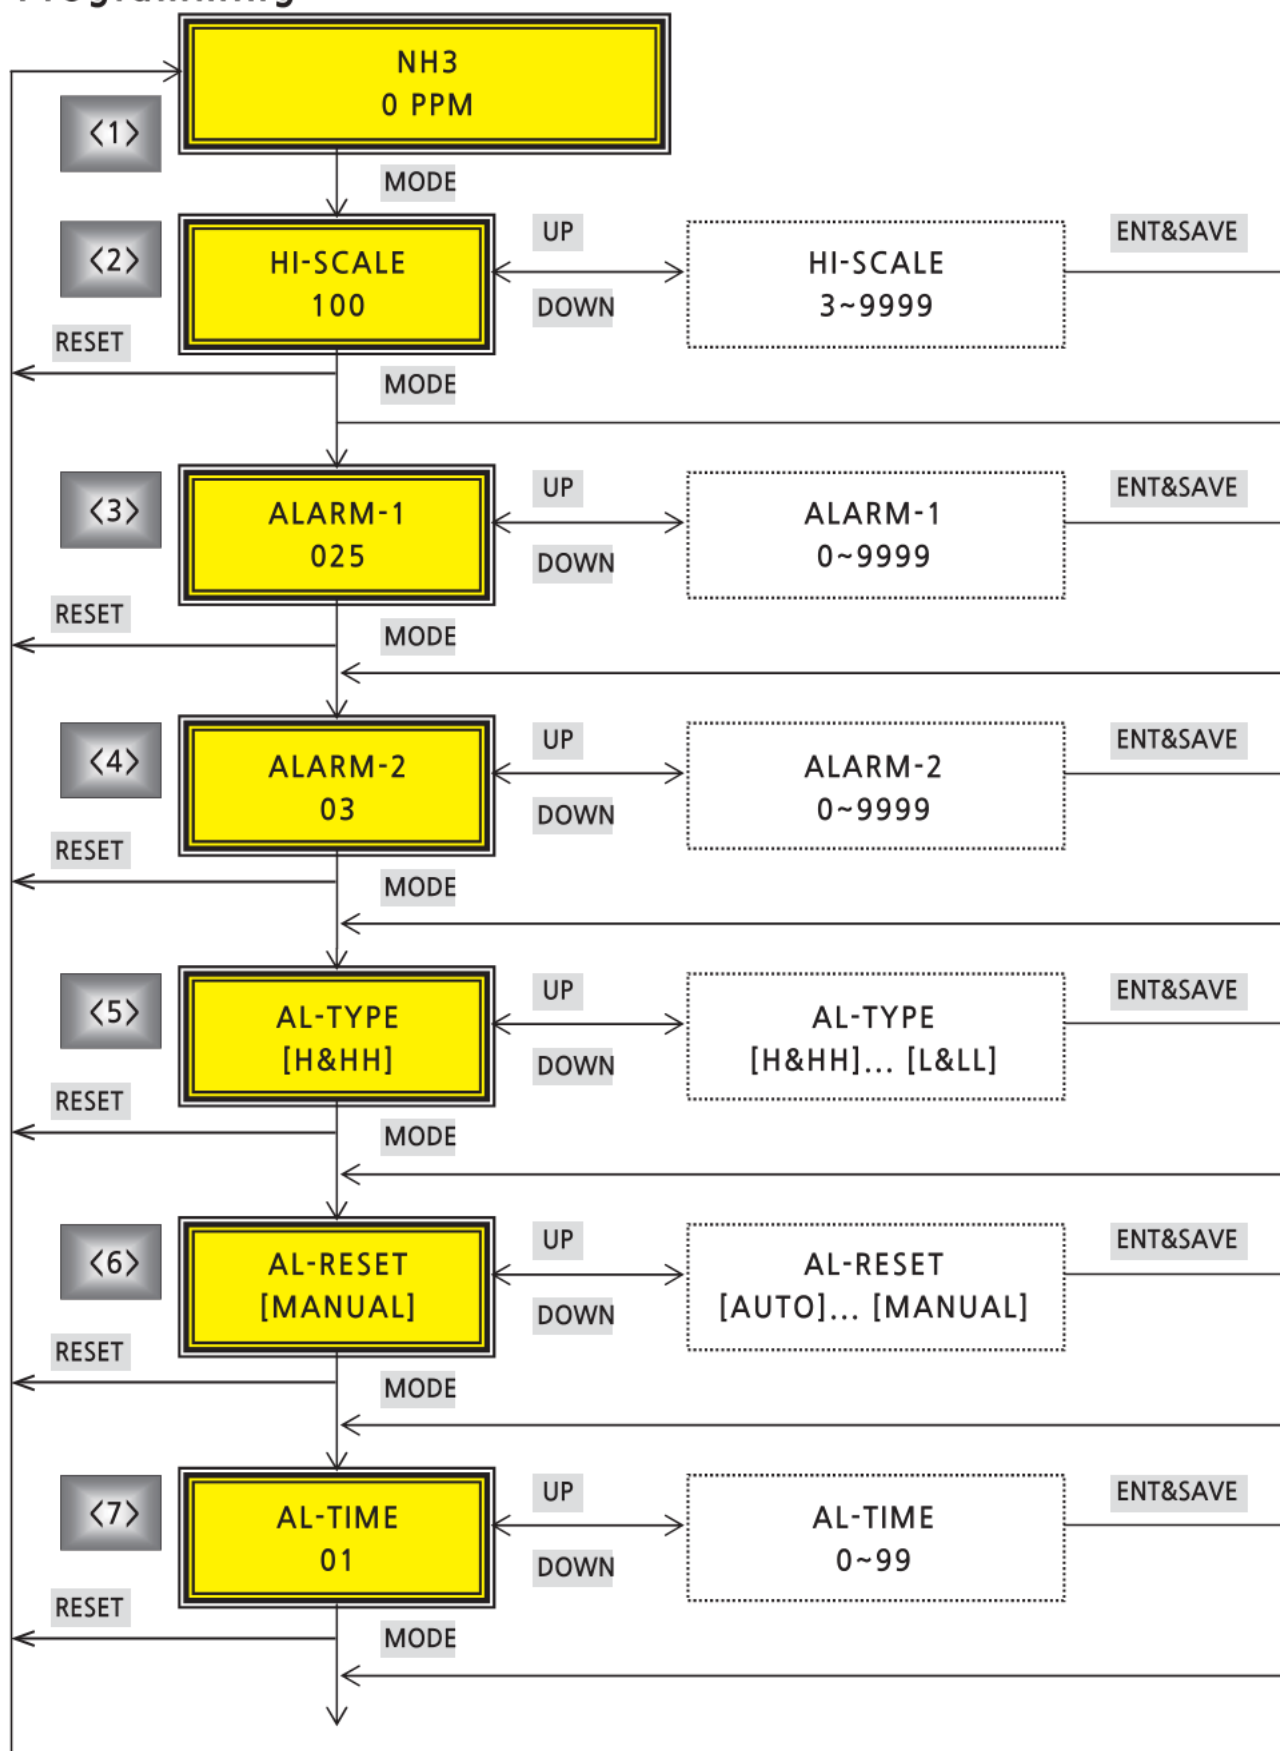 Programming
NH3
0 PPM
<1>
MODE
<2>
HI-SCALE
100
UP
DOWN
HI-SCALE
3~9999
ENT&SAVE
RESET
MODE
<3>
ALARM-1
025
UP
DOWN
ALARM-1
0~9999
ENT&SAVE
RESET
MODE
<4>
ALARM-2
03
UP
DOWN
ALARM-2
0~9999
ENT&SAVE
RESET
MODE
<5>
AL-TYPE
[H&HH]
UP
DOWN
AL-TYPE
[H&HH]... [L&LL]
ENT&SAVE
RESET
MODE
<6>
AL-RESET
[MANUAL]
UP
DOWN
AL-RESET
[AUTO]... [MANUAL]
ENT&SAVE
RESET
MODE
<7>
AL-TIME
01
UP
DOWN
AL-TIME
0~99
ENT&SAVE
RESET
MODE